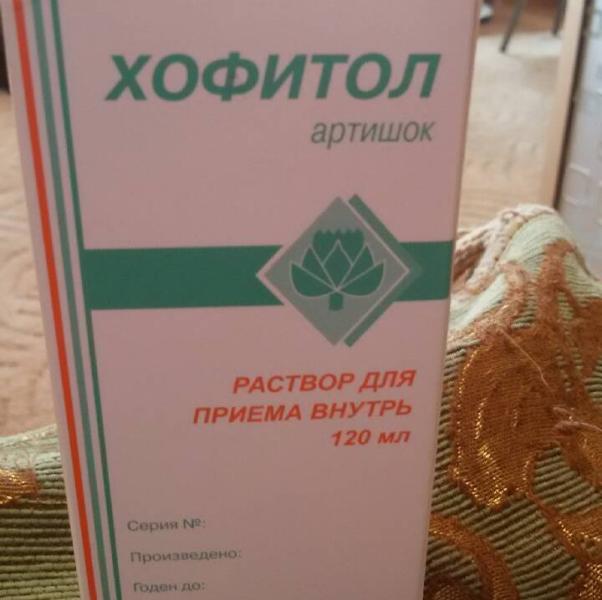 ХОФИТОЛ
артишок
РАСТВОР ДЛЯ
ПРИЕМА ВНУТРЬ
120 мл
Серия №:
Произведено:
Годен до: